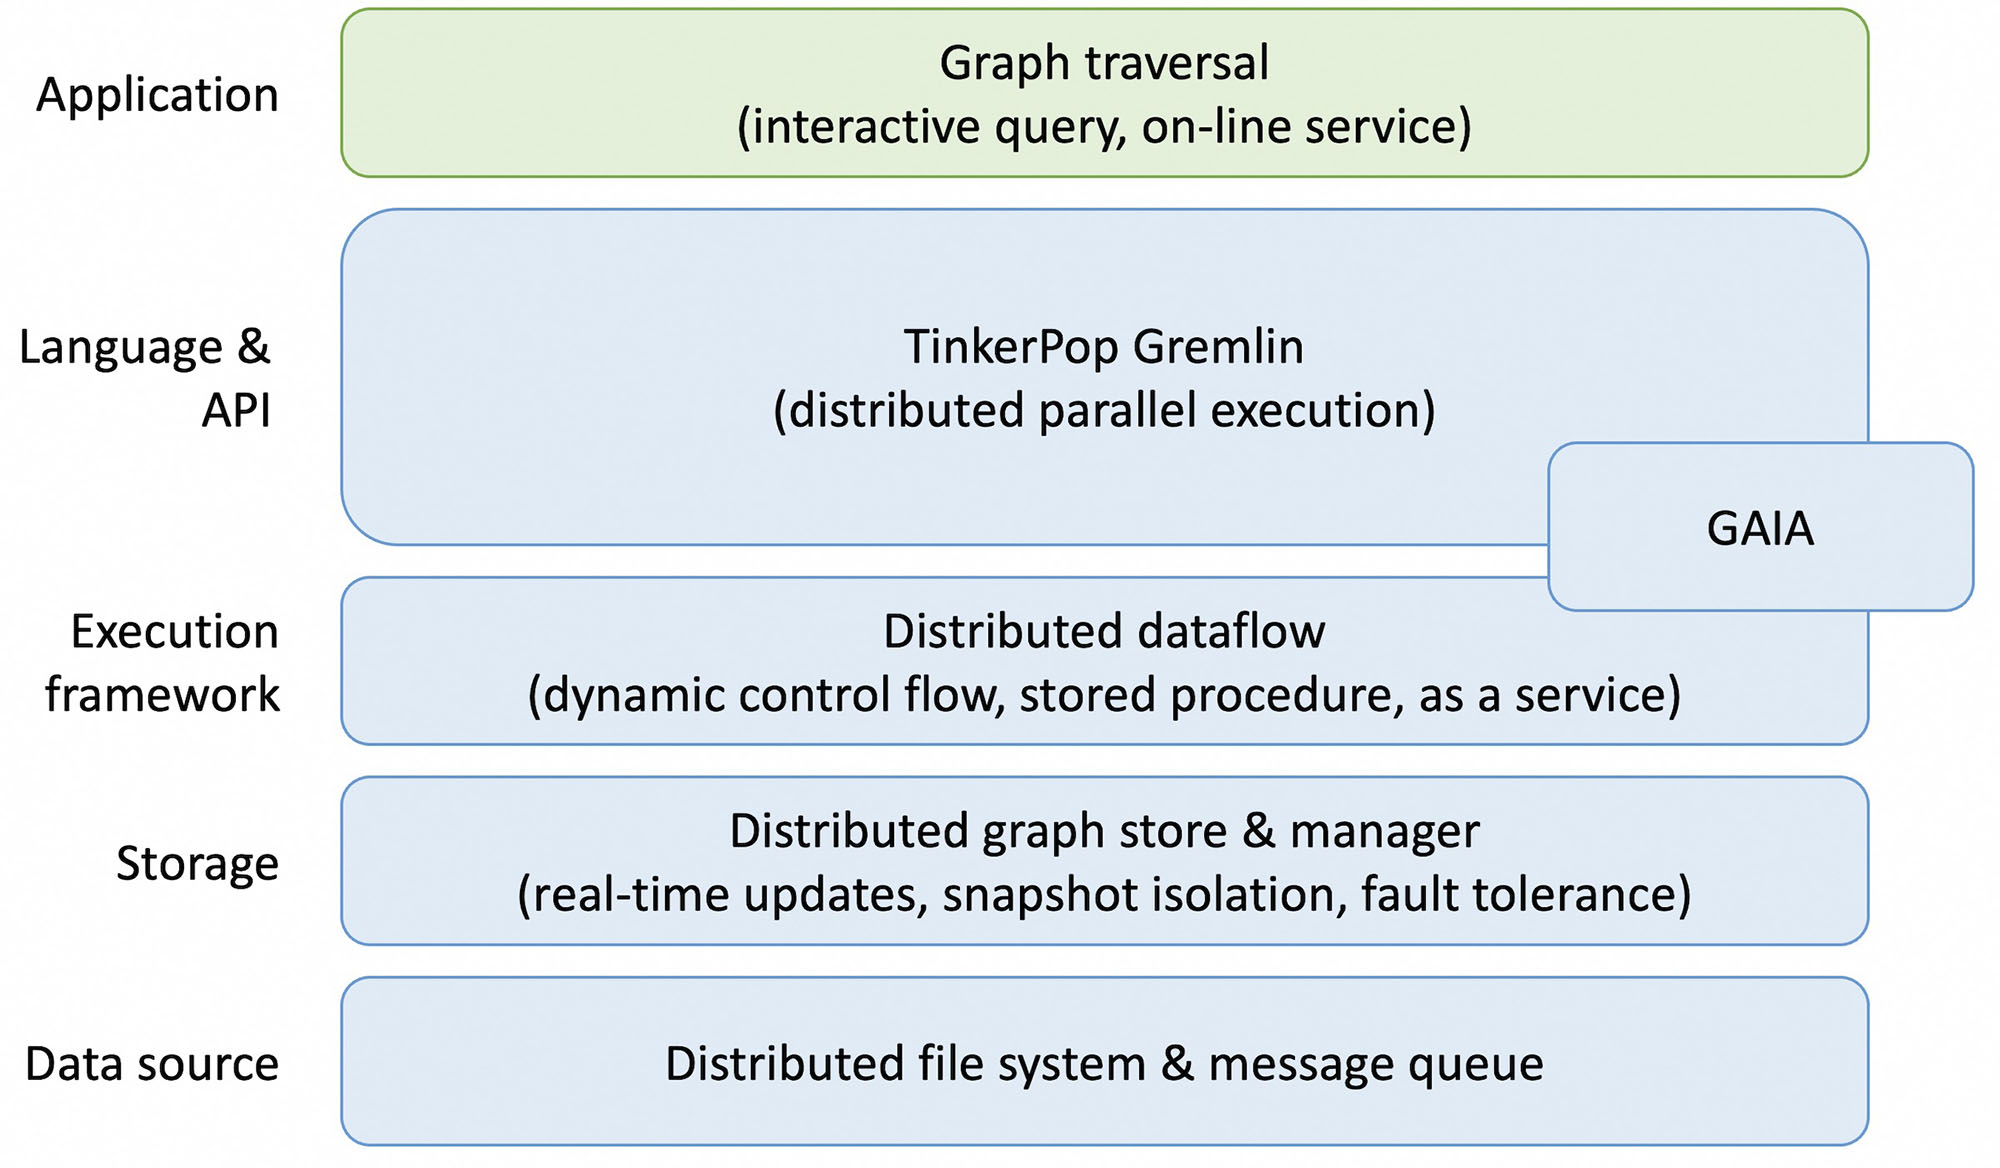 Application
Graph traversal
(interactive query, on-line service)
Language &
API
TinkerPop Gremlin
(distributed parallel execution)
GAIA
Execution
framework
Distributed dataflow
(dynamic control flow, stored procedure, as a service)
Storage
Distributed graph store & manager
(real-time updates, snapshot isolation, fault tolerance)
Data source
Distributed file system & message queue